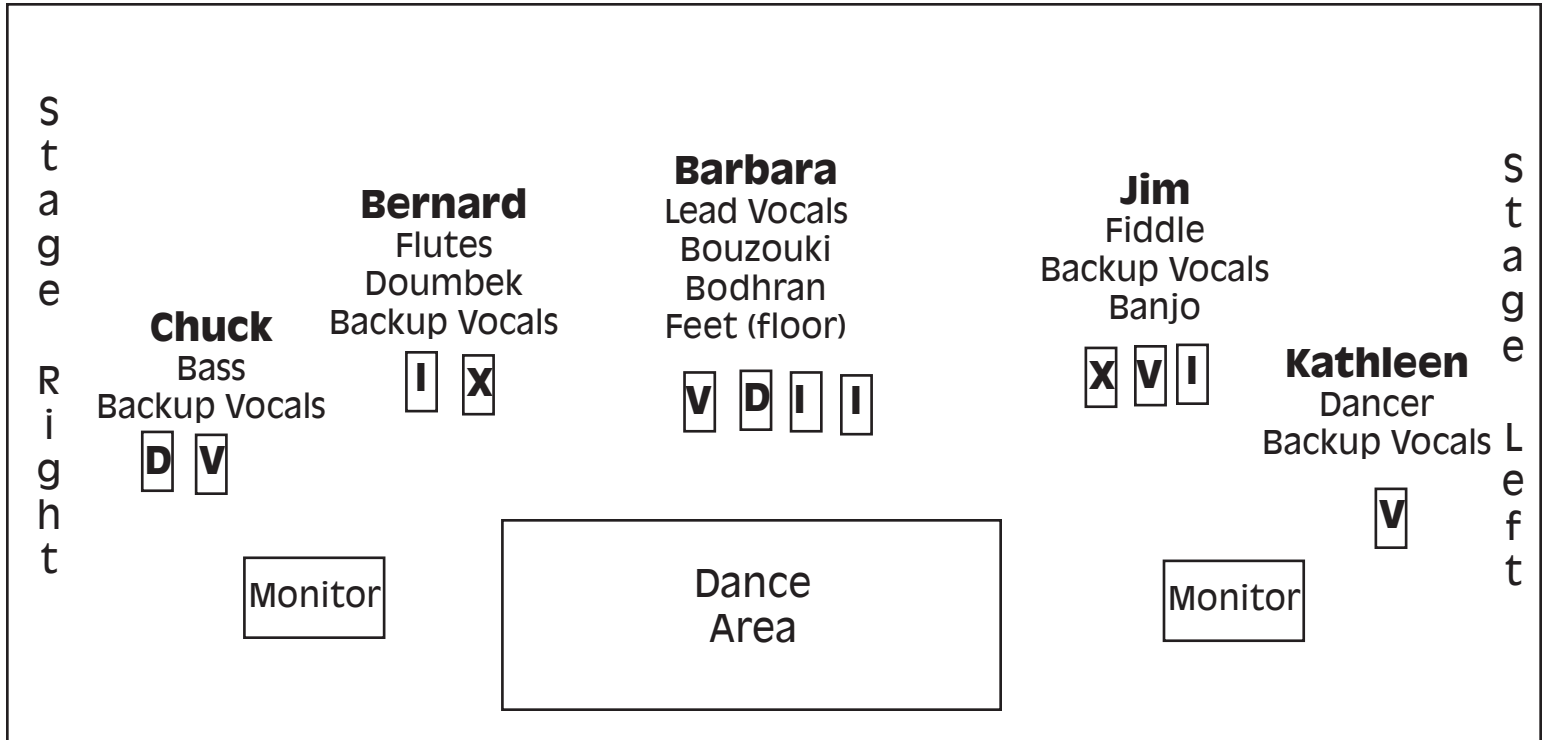 Stage Right
Chuck
Bass
Backup Vocals
D V
Bernard
Flutes
Doumbek
Backup Vocals
I X
Barbara
Lead Vocals
Bouzouki
Bodhran
Feet (floor)
V D I I
Jim
Fiddle
Backup Vocals
Banjo
X V I
Kathleen
Dancer
Backup Vocals
V
Stage Left
Monitor
Dance
Area
Monitor